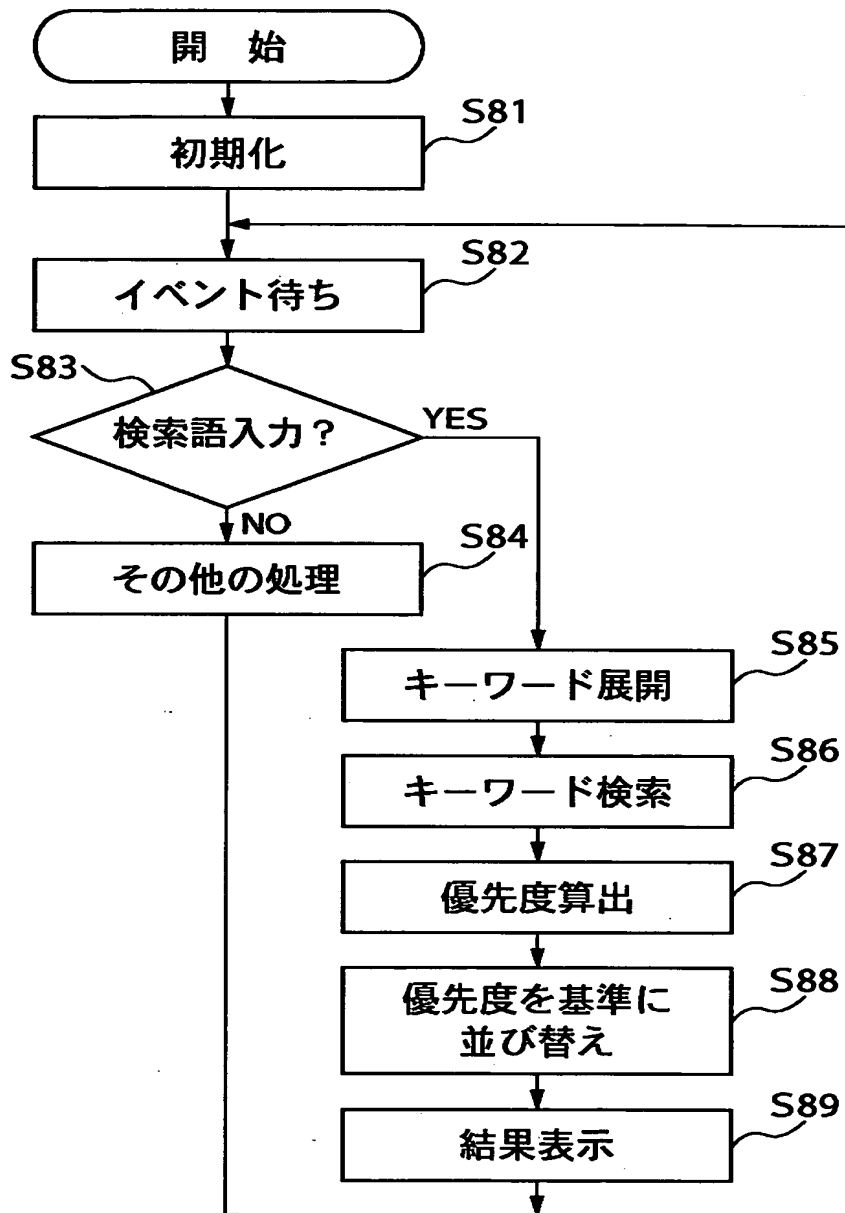 開 始
S81
初期化
S82
イベント待ち
S83
検索語入力？
YES
NO
S84
その他の処理
S85
キーワード展開
S86
キーワード検索
S87
優先度算出
S88
優先度を基準に
並び替え
S89
結果表示